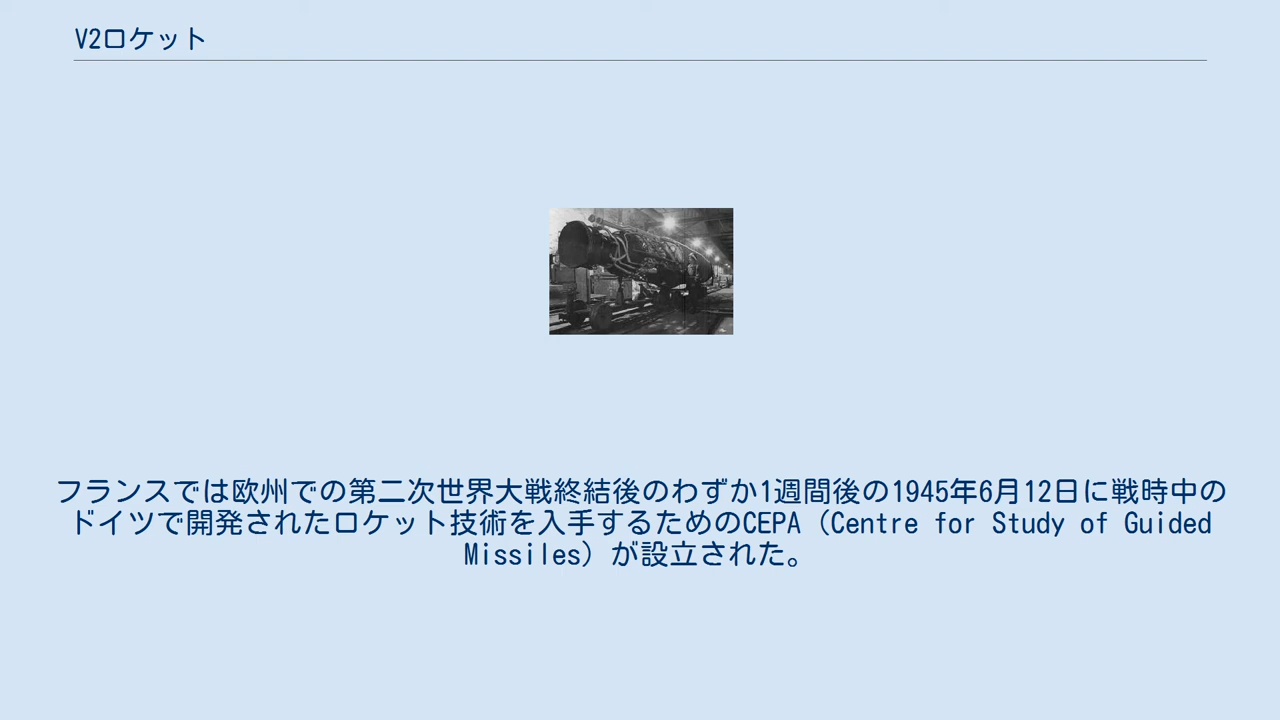 V2ロケット
フランスでは欧州での第二次世界大戦終結後のわずか1週間後の1945年6月12日に戦時中の
ドイツで開発されたロケット技術を入手するためのCEPA（Centre for Study of Guided
Missiles）が設立された。